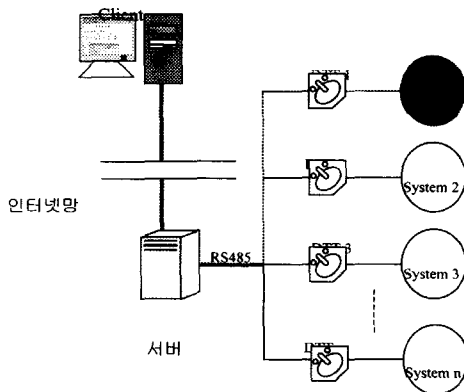 Client
System 2
인터넷망
RS485
System 3
서버
System n